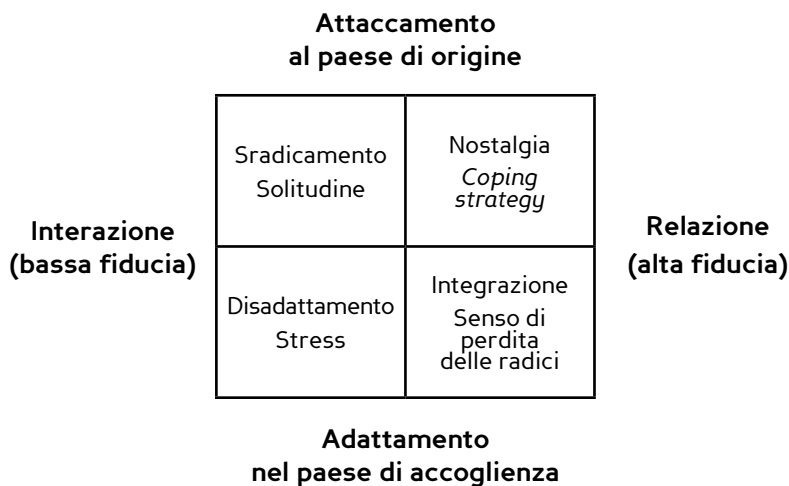 Attaccamento
al paese di origine
Sradicamento
Solitudine
Nostalgia
Coping
strategy
Interazione
(bassa fiducia)
Relazione
(alta fiducia)
Disadattamento
Stress
Integrazione
Senso di
perdita
delle radici
Adattamento
nel paese di accoglienza